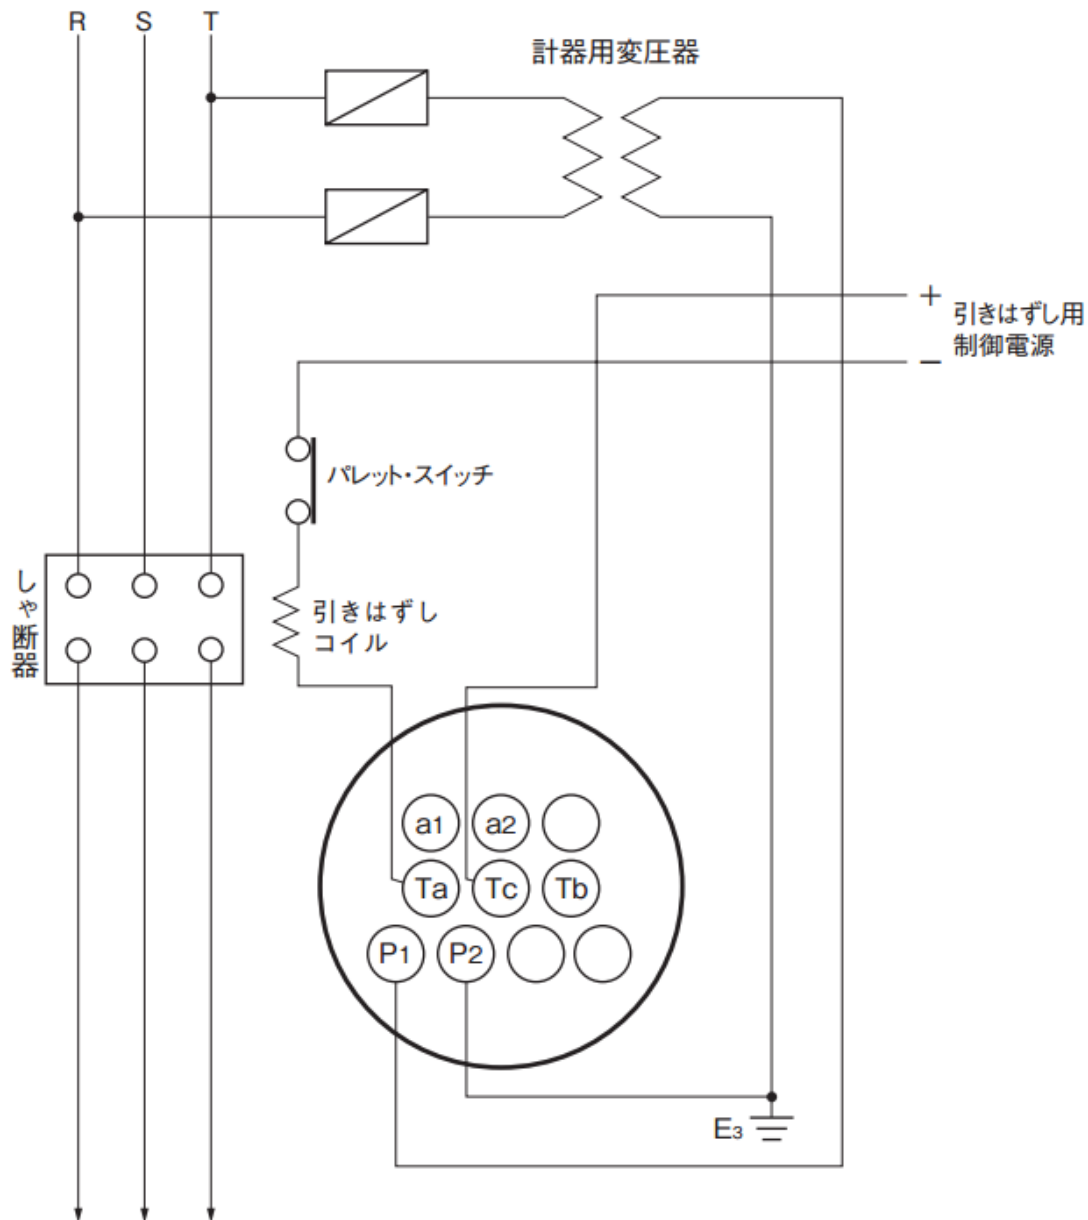 R S T
計器用変圧器
+
引きはずし用
制御電源
−
パレット・スイッチ
しゃ断器
引きはずし
コイル
a1 a2
Ta Tc Tb
P1 P2
E3